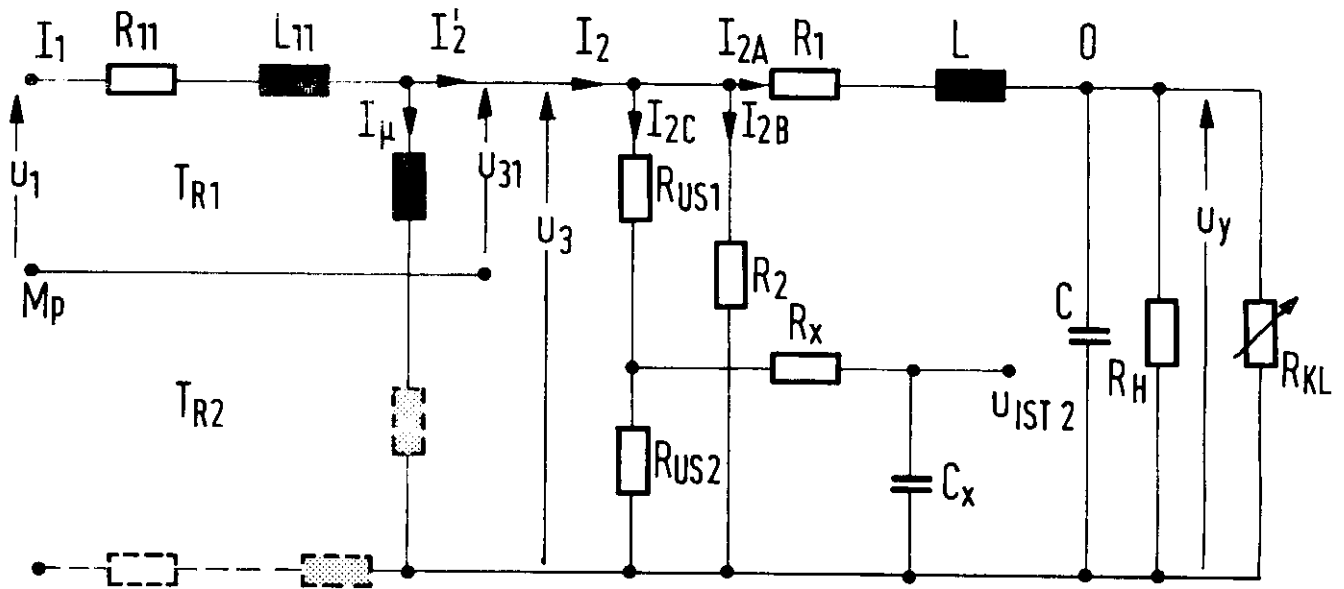 I₁ R₁₁ L₁₁ I₂' I₂ I₂A R₁ L 0
Iμ I₂C I₂B
u₁ TR1 u₃₁ RUS1 uy
u₃
Mp R₂ C
Rx
TR2 uIST 2 RH RKL
RUS2 Cx